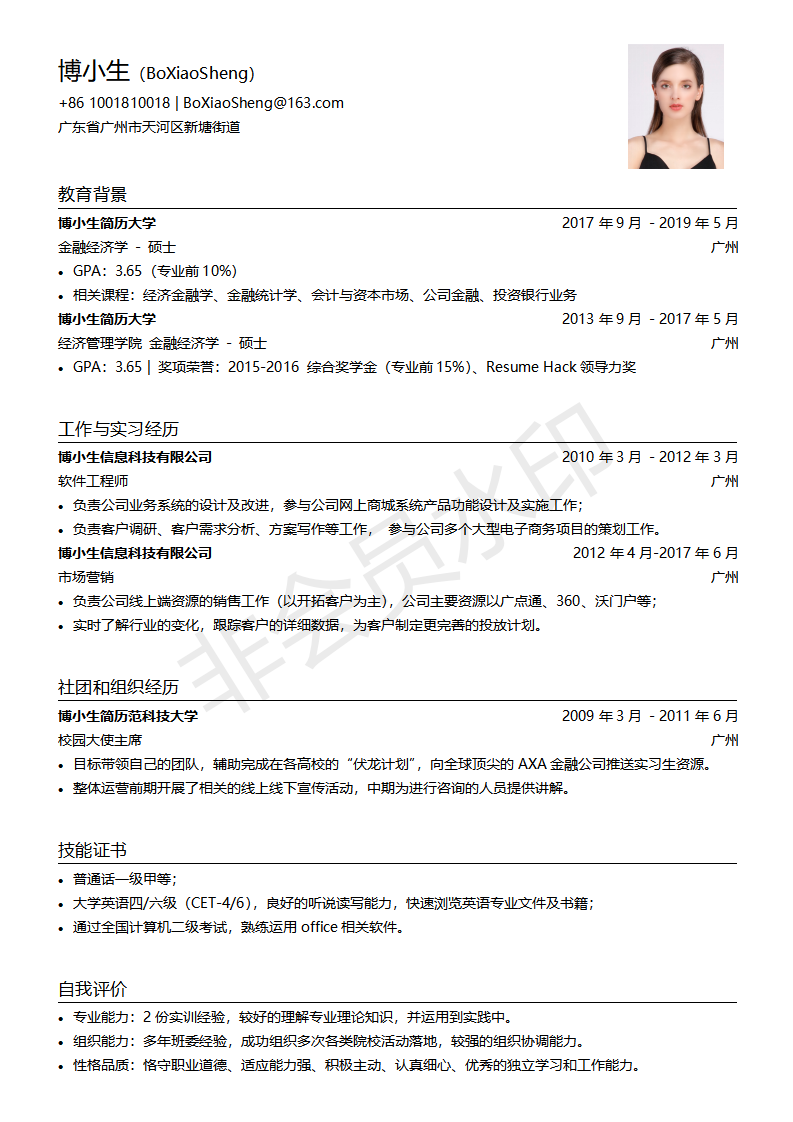 博小生（BoXiaoSheng）
+86 1001810018 | BoXiaoSheng@163.com
广东省广州市天河区新塘街道
教育背景
博小生简历大学 2017 年 9 月 - 2019 年 5 月
金融经济学 - 硕士 广州
• GPA：3.65（专业前 10%）
• 相关课程：经济金融学、金融统计学、会计与资本市场、公司金融、投资银行业务
博小生简历大学 2013 年 9 月 - 2017 年 5 月
经济管理学院 金融经济学 - 硕士 广州
• GPA：3.65 | 奖项荣誉：2015-2016 综合奖学金（专业前 15%）、Resume Hack 领导力奖
工作与实习经历
博小生信息科技有限公司 2010 年 3 月 - 2012 年 3 月
软件工程师 广州
• 负责公司业务系统的设计及改进，参与公司网上商城系统产品功能设计及实施工作；
• 负责客户调研、客户需求分析、方案写作等工作， 参与公司多个大型电子商务项目的策划工作。
博小生信息科技有限公司 2012 年 4 月-2017 年 6 月
市场营销 广州
• 负责公司线上端资源的销售工作（以开拓客户为主），公司主要资源以广点通、360、沃门户等；
• 实时了解行业的变化，跟踪客户的详细数据，为客户制定更完善的投放计划。
非会员水印
社团和组织经历
博小生简历范科技大学 2009 年 3 月 - 2011 年 6 月
校园大使主席 广州
• 目标带领自己的团队，辅助完成在各高校的“伏龙计划”，向全球顶尖的 AXA 金融公司推送实习生资源。
• 整体运营前期开展了相关的线上线下宣传活动，中期为进行咨询的人员提供讲解。
技能证书
• 普通话一级甲等；
• 大学英语四/六级（CET-4/6），良好的听说读写能力，快速浏览英语专业文件及书籍；
• 通过全国计算机二级考试，熟练运用 office 相关软件。
自我评价
• 专业能力：2 份实训经验，较好的理解专业理论知识，并运用到实践中。
• 组织能力：多年班委经验，成功组织多次各类院校活动落地，较强的组织协调能力。
• 性格品质：恪守职业道德、适应能力强、积极主动、认真细心、优秀的独立学习和工作能力。